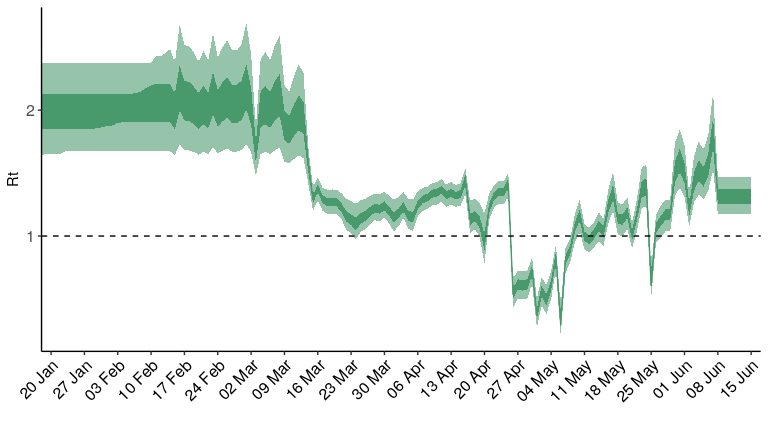 2
Rt
1
20 Jan
27 Jan
03 Feb
10 Feb
17 Feb
24 Feb
02 Mar
09 Mar
16 Mar
23 Mar
30 Mar
06 Apr
13 Apr
20 Apr
27 Apr
04 May
11 May
18 May
25 May
01 Jun
08 Jun
15 Jun